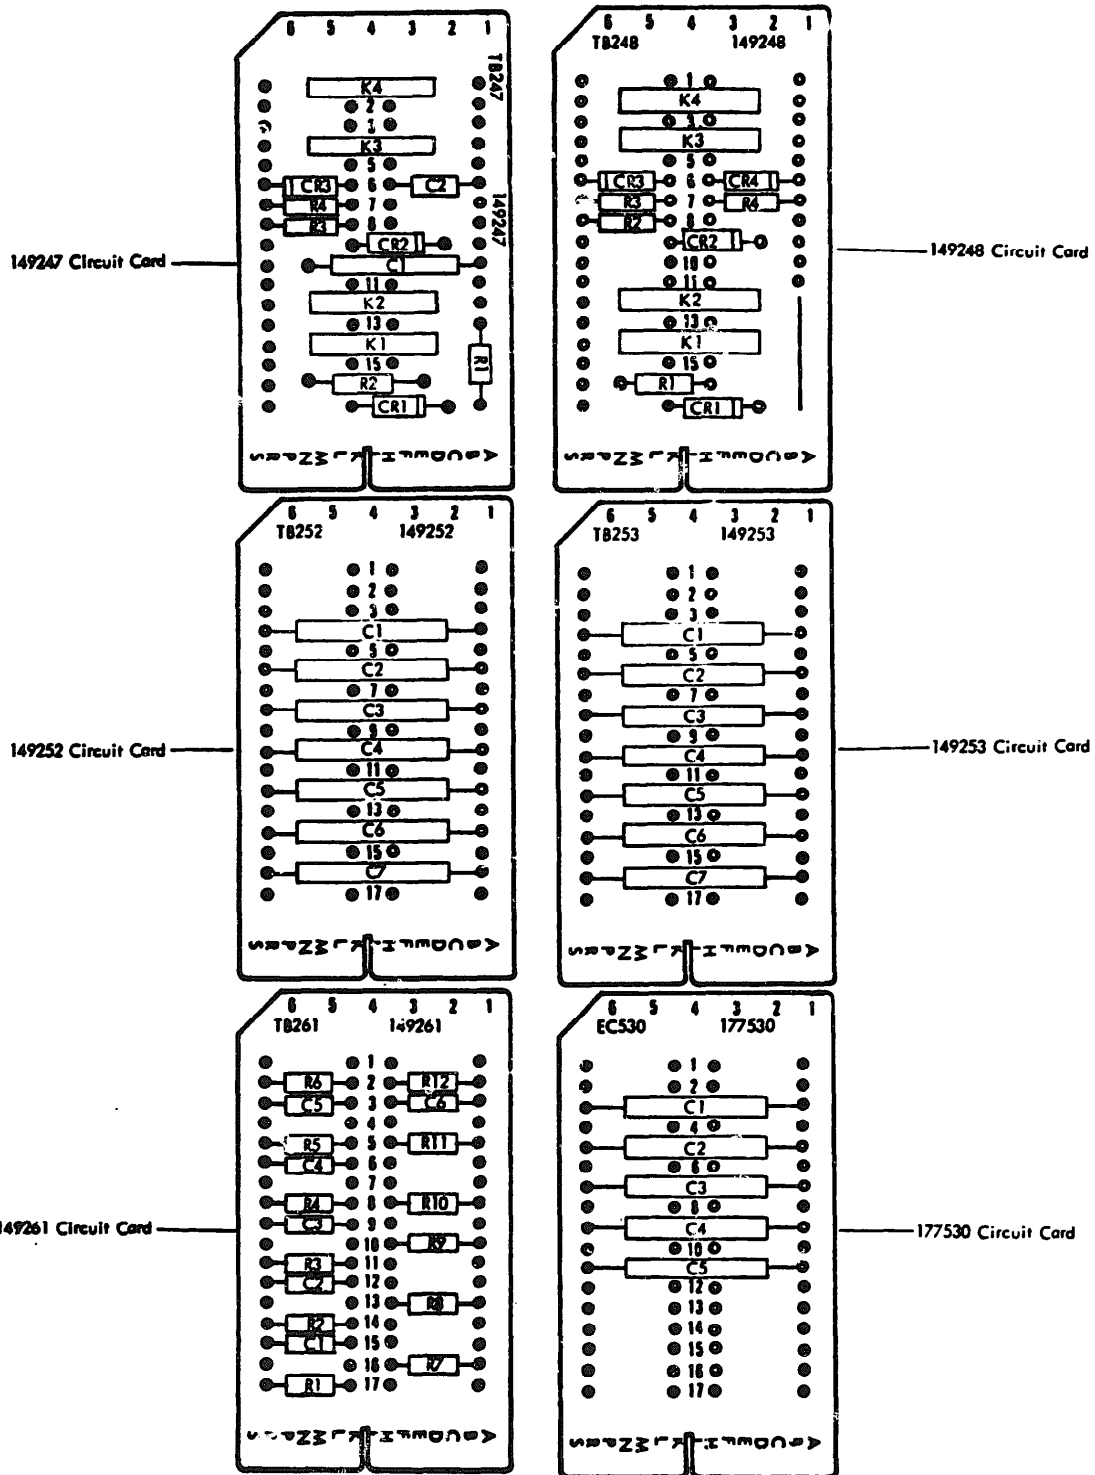 6 5 4 3 2 1
TB247
K4
2
3
K3
5
CR3 6 C2
R4 7
149247
R3 8
CR2
C1
11
K2
13
K1
15
R1
R2
CR1
S R P N M L K J H F E D C B A
149247 Circuit Card
6 5 4 3 2 1
TB248 149248
1
K4
3
K3
5
CR3 6 CR4
R3 7 R4
R2 8
CR2
10
11
K2
13
K1
15
R1
CR1
S R P N M L K J H F E D C B A
149248 Circuit Card
6 5 4 3 2 1
TB252 149252
1
2
3
C1
5
C2
7
C3
9
C4
11
C5
13
C6
15
C7
17
S R P N M L K J H F E D C B A
149252 Circuit Card
6 5 4 3 2 1
TB253 149253
1
2
3
C1
5
C2
7
C3
9
C4
11
C5
13
C6
15
C7
17
S R P N M L K J H F E D C B A
149253 Circuit Card
6 5 4 3 2 1
TB261 149261
1
R6 2 R12
C5 3 C6
4
R5 5 R11
C4 6
7
R4 8 R10
C3 9
10 R9
R3 11
C2 12
13 R8
R2 14
C1 15
16 R7
R1 17
S R P N M L K J H F E D C B A
149261 Circuit Card
6 5 4 3 2 1
EC530 177530
1
2
C1
4
C2
6
C3
8
C4
10
C5
12
13
14
15
16
17
S R P N M L K J H F E D C B A
177530 Circuit Card